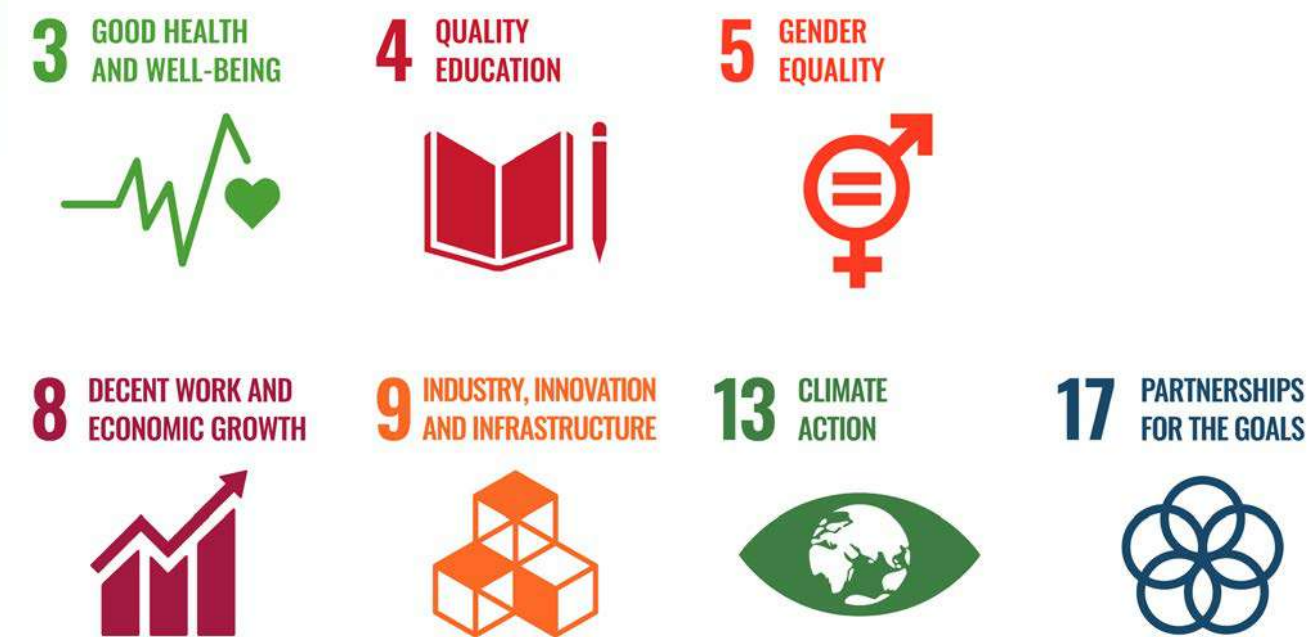 3 GOOD HEALTH
AND WELL-BEING
4 QUALITY
EDUCATION
5 GENDER
EQUALITY
8 DECENT WORK AND
ECONOMIC GROWTH
9 INDUSTRY, INNOVATION
AND INFRASTRUCTURE
13 CLIMATE
ACTION
17 PARTNERSHIPS
FOR THE GOALS